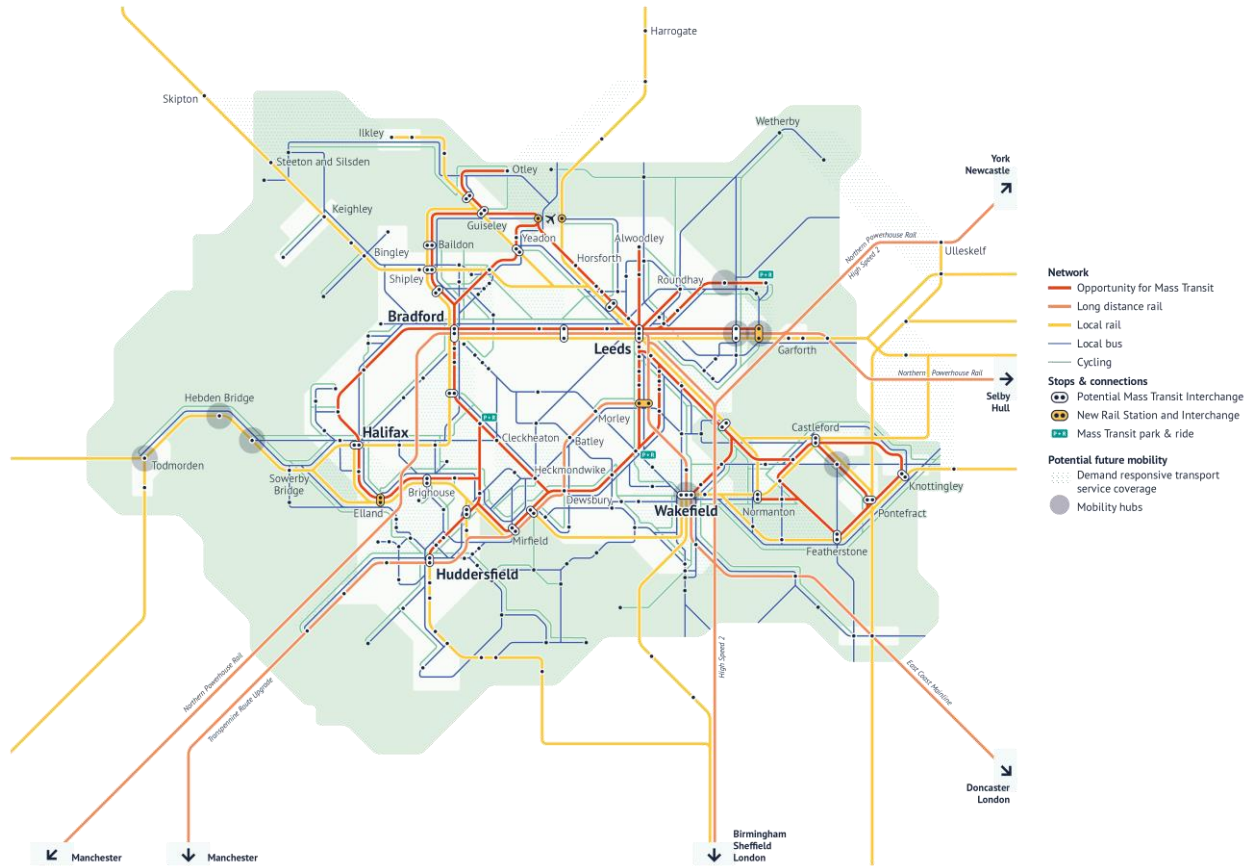 Harrogate
Skipton
Wetherby
Ilkley
York
Newcastle
Steeton and Silsden
Otley
Keighley
Guiseley
Yeadon
Alwoodley
Northern Powerhouse Rail
High Speed 2
Ulleskelf
Bingley
Baildon
Horsforth
Shipley
Roundhay
P+R
Bradford
Leeds
Garforth
Northern Powerhouse Rail
Selby
Hull
Hebden Bridge
P+R
Morley
Halifax
Cleckheaton
Batley
Castleford
P+R
Todmorden
Heckmondwike
Sowerby
Bridge
Brighouse
Dewsbury
Knottingley
Elland
Wakefield
Normanton
Pontefract
Mirfield
Featherstone
Huddersfield
Northern Powerhouse Rail
Transpennine Route Upgrade
High Speed 2
East Coast Mainline
Doncaster
London
Manchester
Manchester
Birmingham
Sheffield
London
Network
Opportunity for Mass Transit
Long distance rail
Local rail
Local bus
Cycling
Stops & connections
Potential Mass Transit Interchange
New Rail Station and Interchange
P+R
Mass Transit park & ride
Potential future mobility
Demand responsive transport
service coverage
Mobility hubs